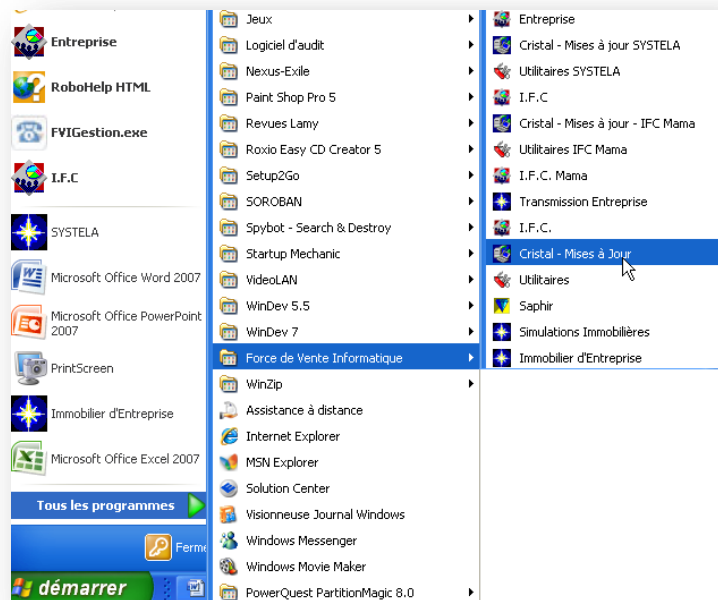 Entreprise
RoboHelp HTML
FVIGestion.exe
I.F.C
SYSTELA
Microsoft Office Word 2007
Microsoft Office PowerPoint
2007
PrintScreen
Immobilier d'Entreprise
Microsoft Office Excel 2007
Tous les programmes
Ferme
démarrer
Jeux
Logiciel d'audit
Nexus-Exile
Paint Shop Pro 5
Revues Lamy
Roxio Easy CD Creator 5
Setup2Go
SOROBAN
Spybot - Search & Destroy
Startup Mechanic
VideoLAN
WinDev 5.5
WinDev 7
Force de Vente Informatique
WinZip
Assistance à distance
Internet Explorer
MSN Explorer
Solution Center
Visionneuse Journal Windows
Windows Messenger
Windows Movie Maker
PowerQuest PartitionMagic 8.0
Entreprise
Cristal - Mises à jour SYSTELA
Utilitaires SYSTELA
I.F.C
Cristal - Mises à jour - IFC Mama
Utilitaires IFC Mama
I.F.C. Mama
Transmission Entreprise
I.F.C.
Cristal - Mises à Jour
Utilitaires
Saphir
Simulations Immobilières
Immobilier d'Entreprise